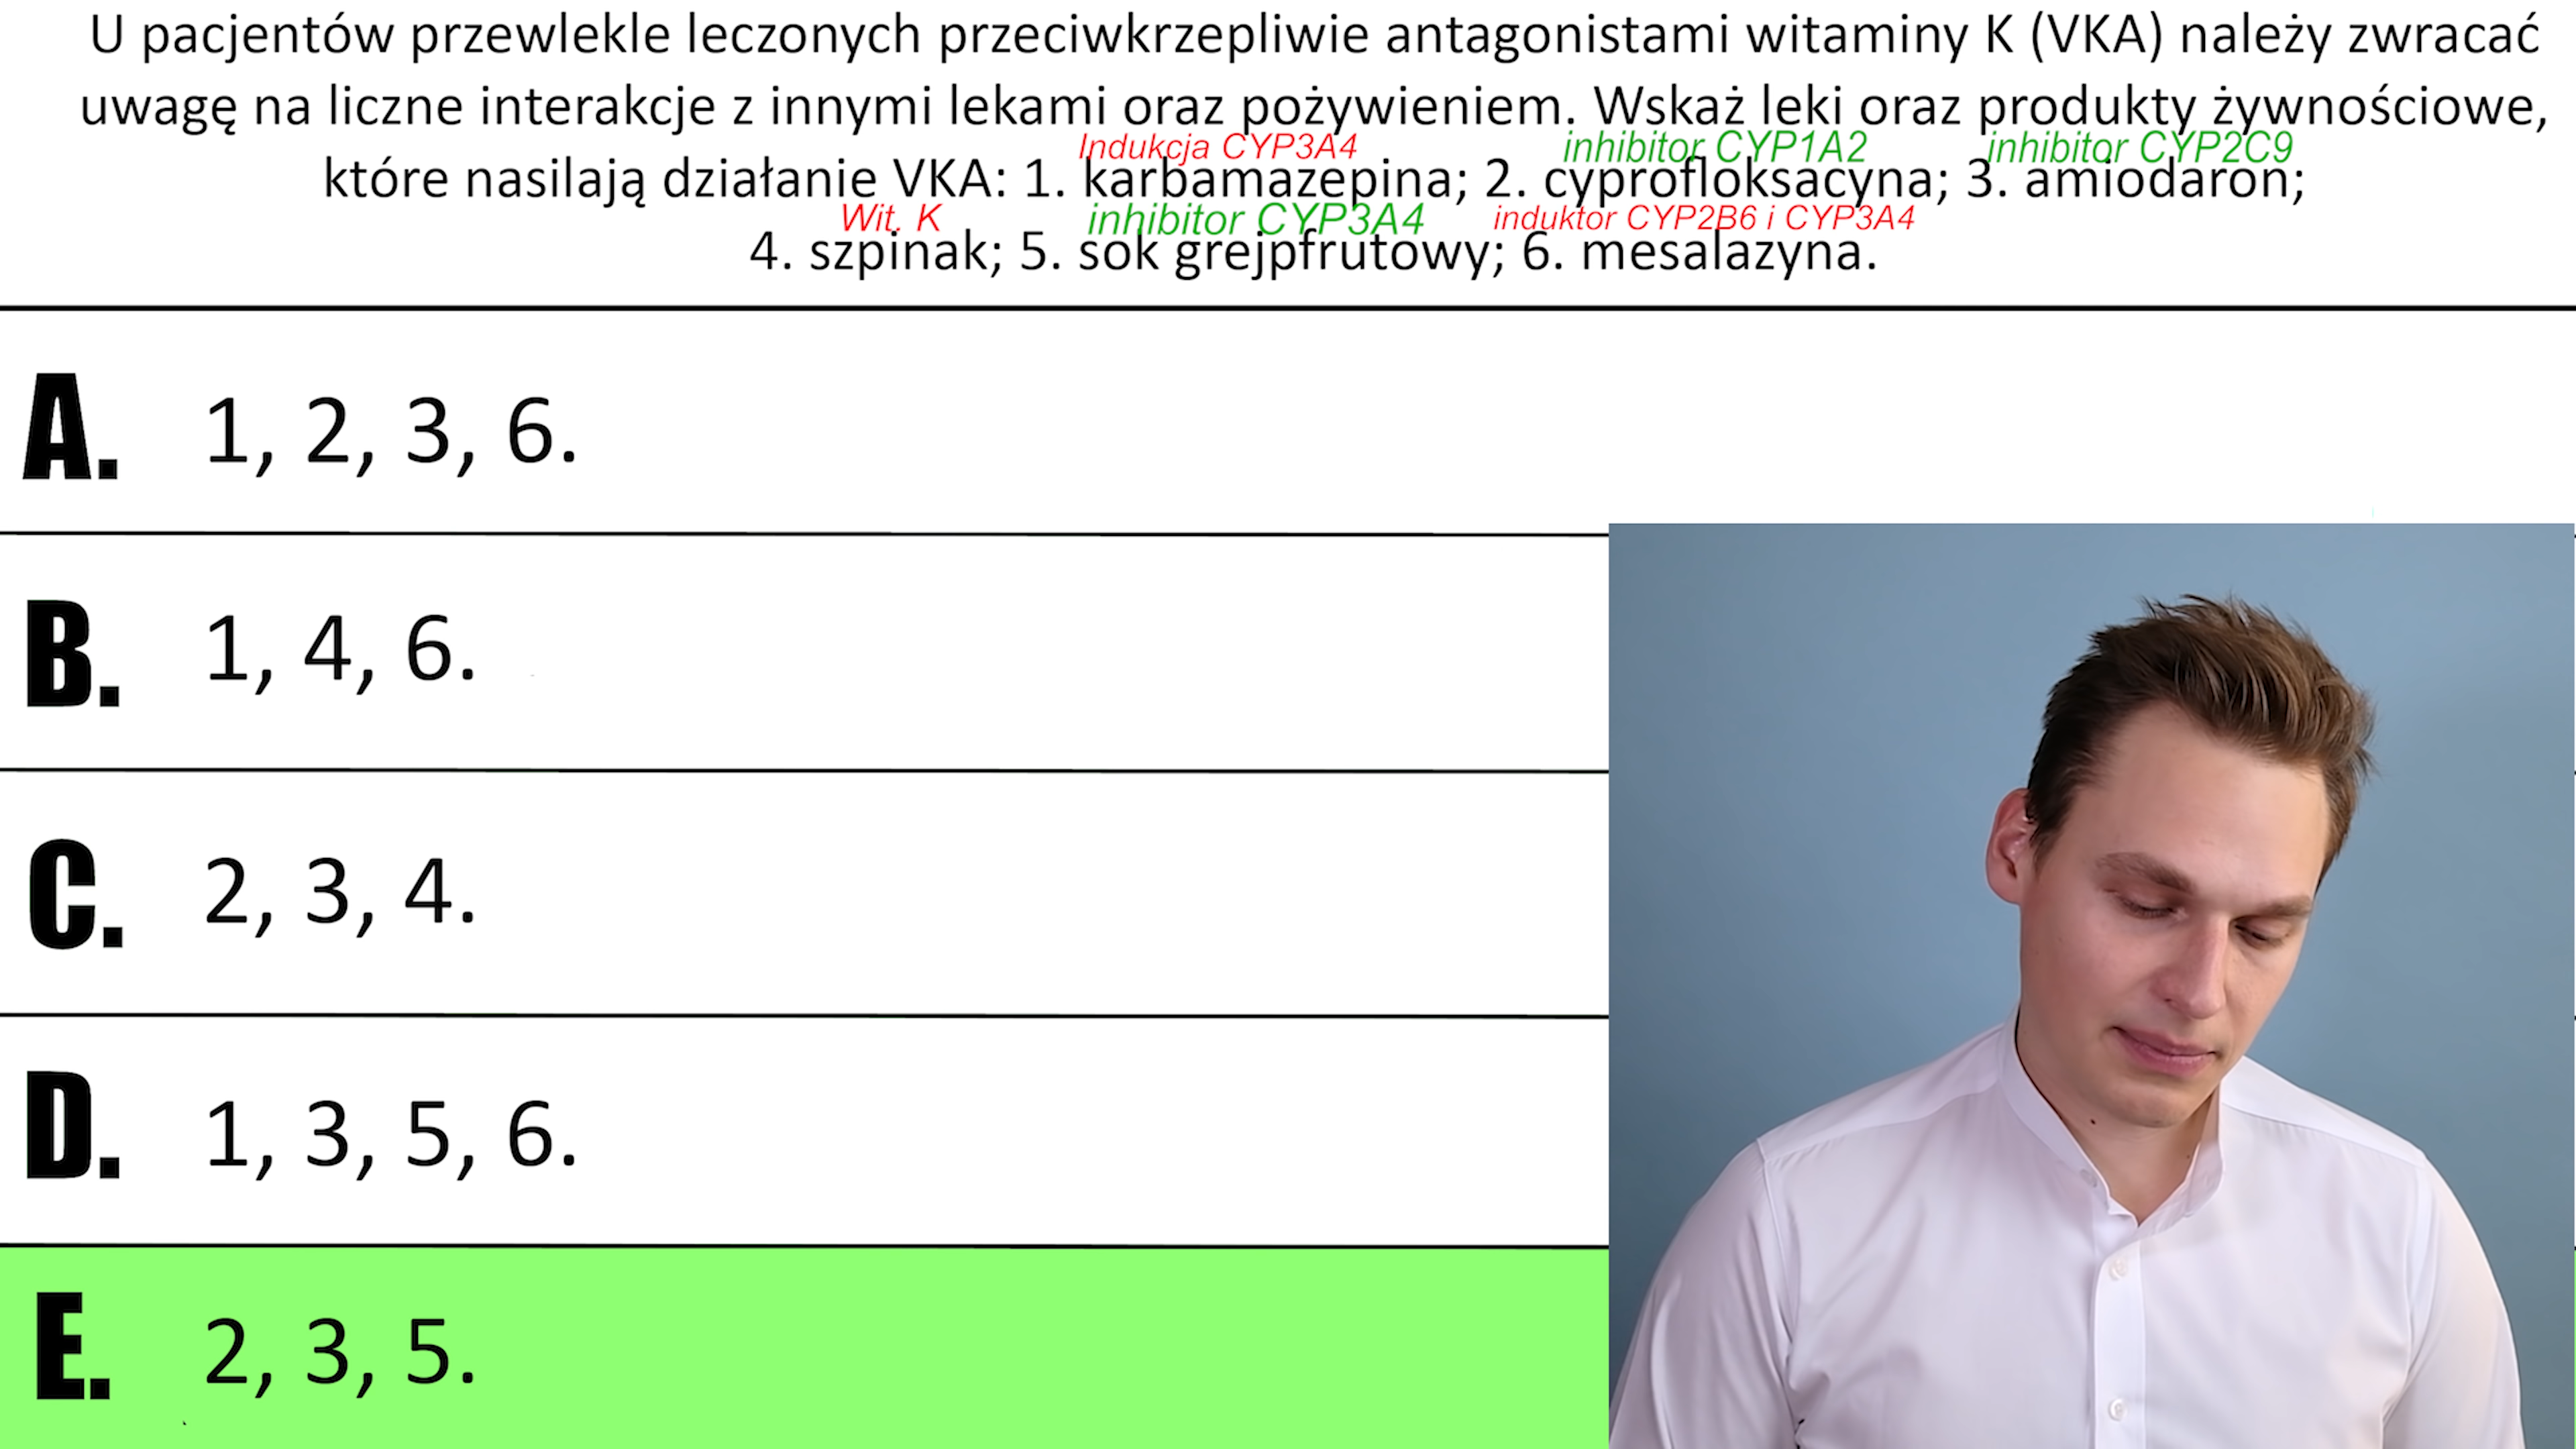 U pacjentów przewlekle leczonych przeciwkrzepliwie antagonistami witaminy K (VKA) należy zwracać
uwagę na liczne interakcje z innymi lekami oraz pożywieniem. Wskaż leki oraz produkty żywnościowe,
Indukcja CYP3A4 inhibitor CYP1A2 inhibitor CYP2C9
które nasilają działanie VKA: 1. karbamazepina; 2. cyprofloksacyna; 3. amiodaron;
Wit. K inhibitor CYP3A4 induktor CYP2B6 i CYP3A4
4. szpinak; 5. sok grejpfrutowy; 6. mesalazyna.
A. 1, 2, 3, 6.
B. 1, 4, 6.
C. 2, 3, 4.
D. 1, 3, 5, 6.
E. 2, 3, 5.